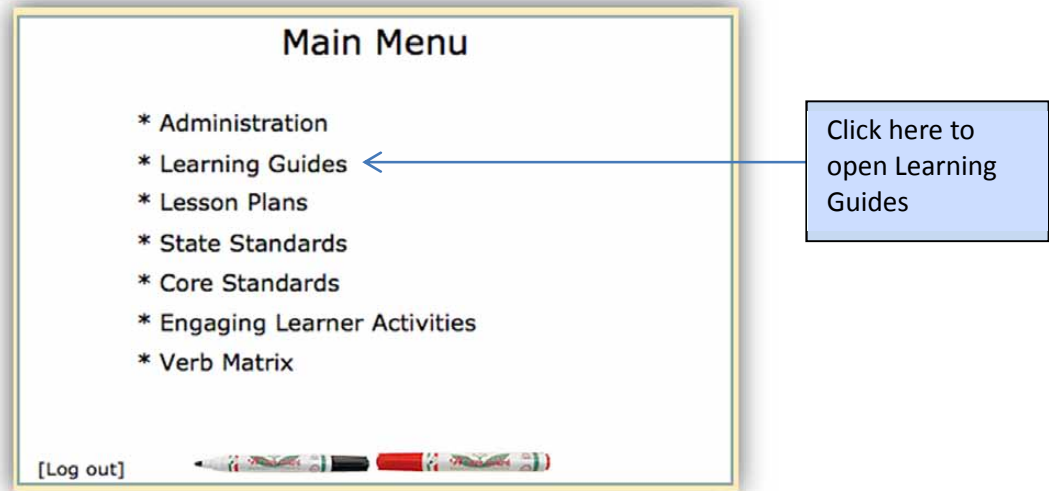 Main Menu
* Administration
* Learning Guides
* Lesson Plans
* State Standards
* Core Standards
* Engaging Learner Activities
* Verb Matrix
[Log out]
Click here to
open Learning
Guides